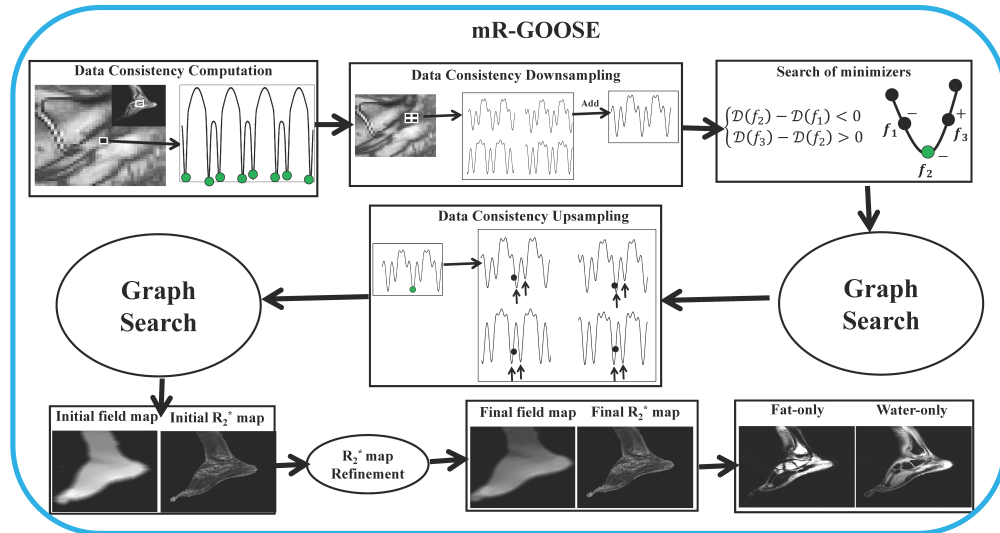 mR-GOOSE
Data Consistency Computation
Data Consistency Downsampling
Add
Search of minimizers
{𝒟(f₂) − 𝒟(f₁) < 0
{𝒟(f₃) − 𝒟(f₂) > 0
−
+
f₁
f₃
−
f₂
Data Consistency Upsampling
Graph
Search
Graph
Search
Initial field map
Initial R₂* map
R₂* map
Refinement
Final field map
Final R₂* map
Fat-only
Water-only